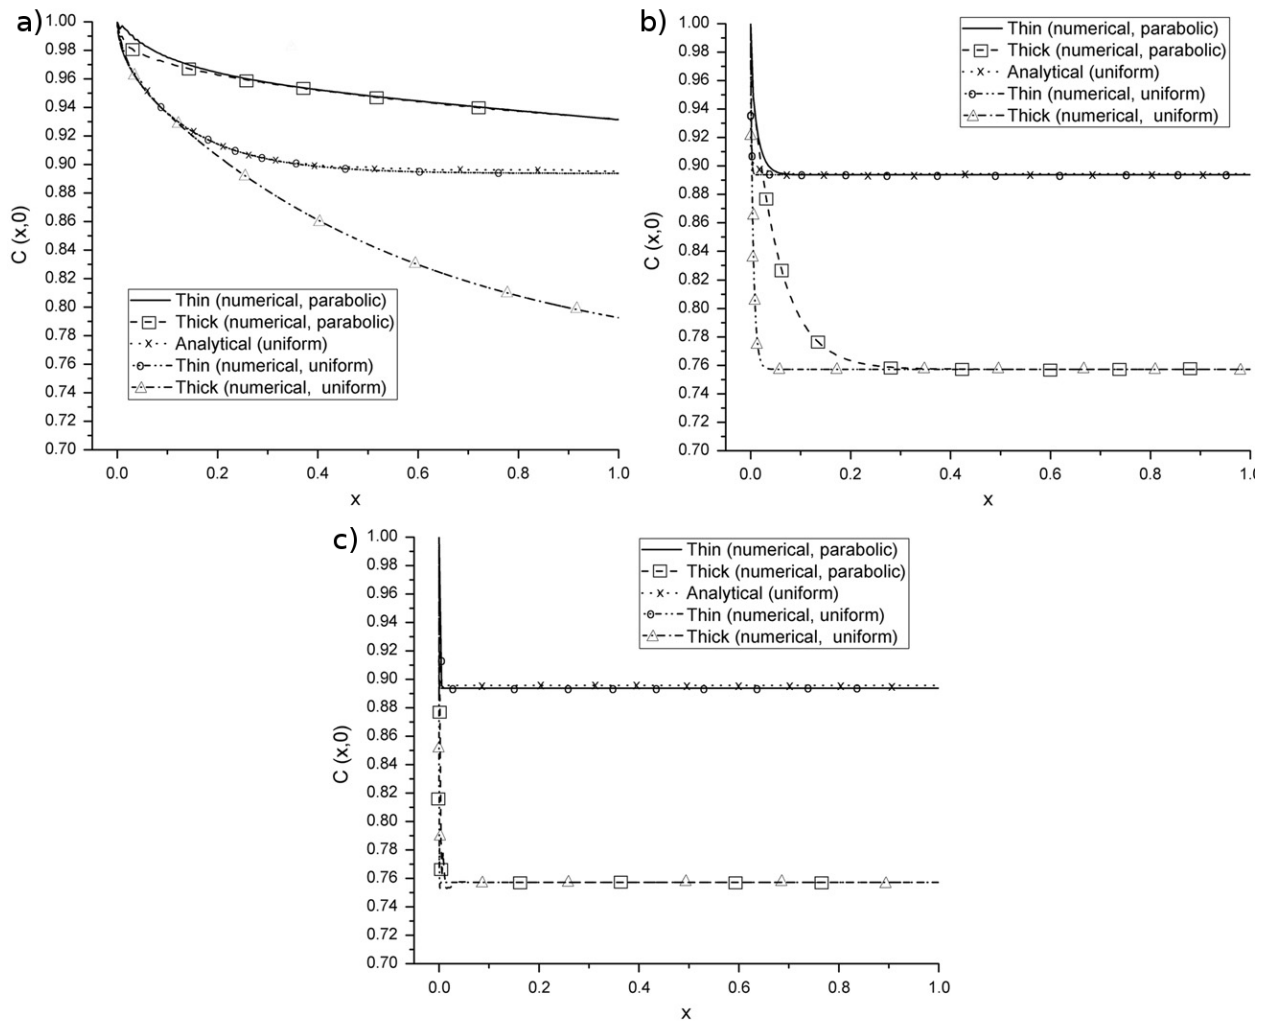 a)
1.00
0.98
0.96
0.94
0.92
0.90
0.88
0.86
0.84
0.82
0.80
0.78
0.76
0.74
0.72
0.70
C (x,0)
Thin (numerical, parabolic)
Thick (numerical, parabolic)
Analytical (uniform)
Thin (numerical, uniform)
Thick (numerical, uniform)
0.0 0.2 0.4 0.6 0.8 1.0
x
b)
1.00
0.98
0.96
0.94
0.92
0.90
0.88
0.86
0.84
0.82
0.80
0.78
0.76
0.74
0.72
0.70
C (x,0)
Thin (numerical, parabolic)
Thick (numerical, parabolic)
Analytical (uniform)
Thin (numerical, uniform)
Thick (numerical, uniform)
0.0 0.2 0.4 0.6 0.8 1.0
x
c)
1.00
0.98
0.96
0.94
0.92
0.90
0.88
0.86
0.84
0.82
0.80
0.78
0.76
0.74
0.72
0.70
C (x,0)
Thin (numerical, parabolic)
Thick (numerical, parabolic)
Analytical (uniform)
Thin (numerical, uniform)
Thick (numerical, uniform)
0.0 0.2 0.4 0.6 0.8 1.0
x